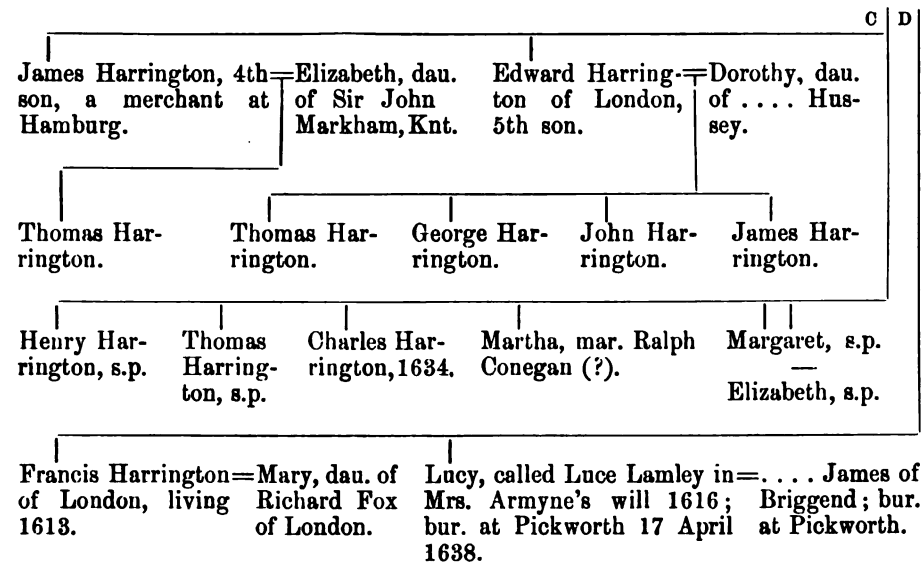 C D
James Harrington, 4th
son, a merchant at
Hamburg.
=Elizabeth, dau.
of Sir John
Markham, Knt.
Edward Harring-
ton of London,
5th son.
=Dorothy, dau.
of .... Hus-
sey.
Thomas Har-
rington.
Thomas Har-
rington.
George Har-
rington.
John Har-
rington.
James Har-
rington.
Henry Har-
rington, s.p.
Thomas
Harring-
ton, s.p.
Charles Har-
rington, 1634.
Martha, mar. Ralph
Conegan (?).
Margaret, s.p.
—
Elizabeth, s.p.
Francis Harrington
of London, living
1613.
=Mary, dau. of
Richard Fox
of London.
Lucy, called Luce Lamley in
Mrs. Armyne's will 1616;
bur. at Pickworth 17 April
1638.
=.... James of
Briggend; bur.
at Pickworth.